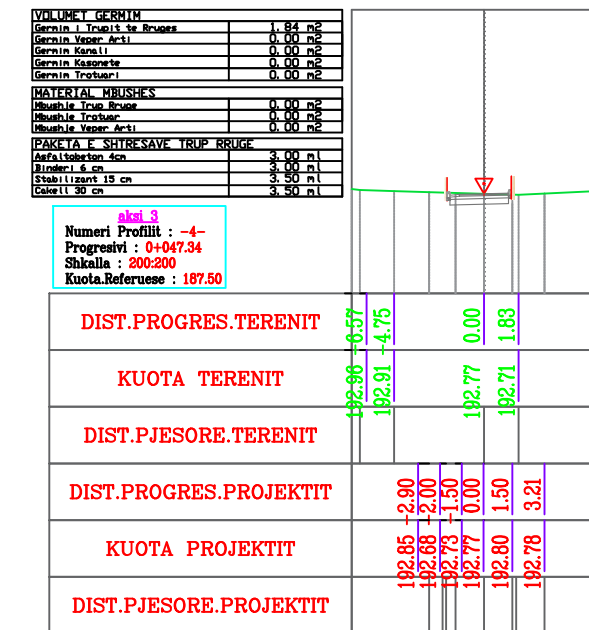 VOLUMET GERMIM
Germim i Trupit te Rruges 1.84 m2
Germim Veper Arti 0.00 m2
Germim Kanali 0.00 m2
Germim Kasonete 0.00 m2
Germim Trotuari 0.00 m2
MATERIAL MBUSHES
Mbushje Trup Rruge 0.00 m2
Mbushje Trotuar 0.00 m2
Mbushje Veper Arti 0.00 m2
PAKETA E SHTRESAVE TRUP RRUGE
Asfaltobeton 4cm 3.00 ml
Binderi 6 cm 3.00 ml
Stabilizant 15 cm 3.50 ml
Cakell 30 cm 3.50 ml
aksi 3
Numeri Profilit : -4-
Progresivi : 0+047.34
Shkalla : 200:200
Kuota.Referuese : 187.50
DIST.PROGRES.TERENIT -6.57 -4.75 0.00 1.83
KUOTA TERENIT 192.96 192.91 192.77 192.71
DIST.PJESORE.TERENIT
DIST.PROGRES.PROJEKTIT -2.90 -2.00 -1.50 0.00 1.50 3.21
KUOTA PROJEKTIT 192.85 192.68 192.73 192.77 192.80 192.78
DIST.PJESORE.PROJEKTIT